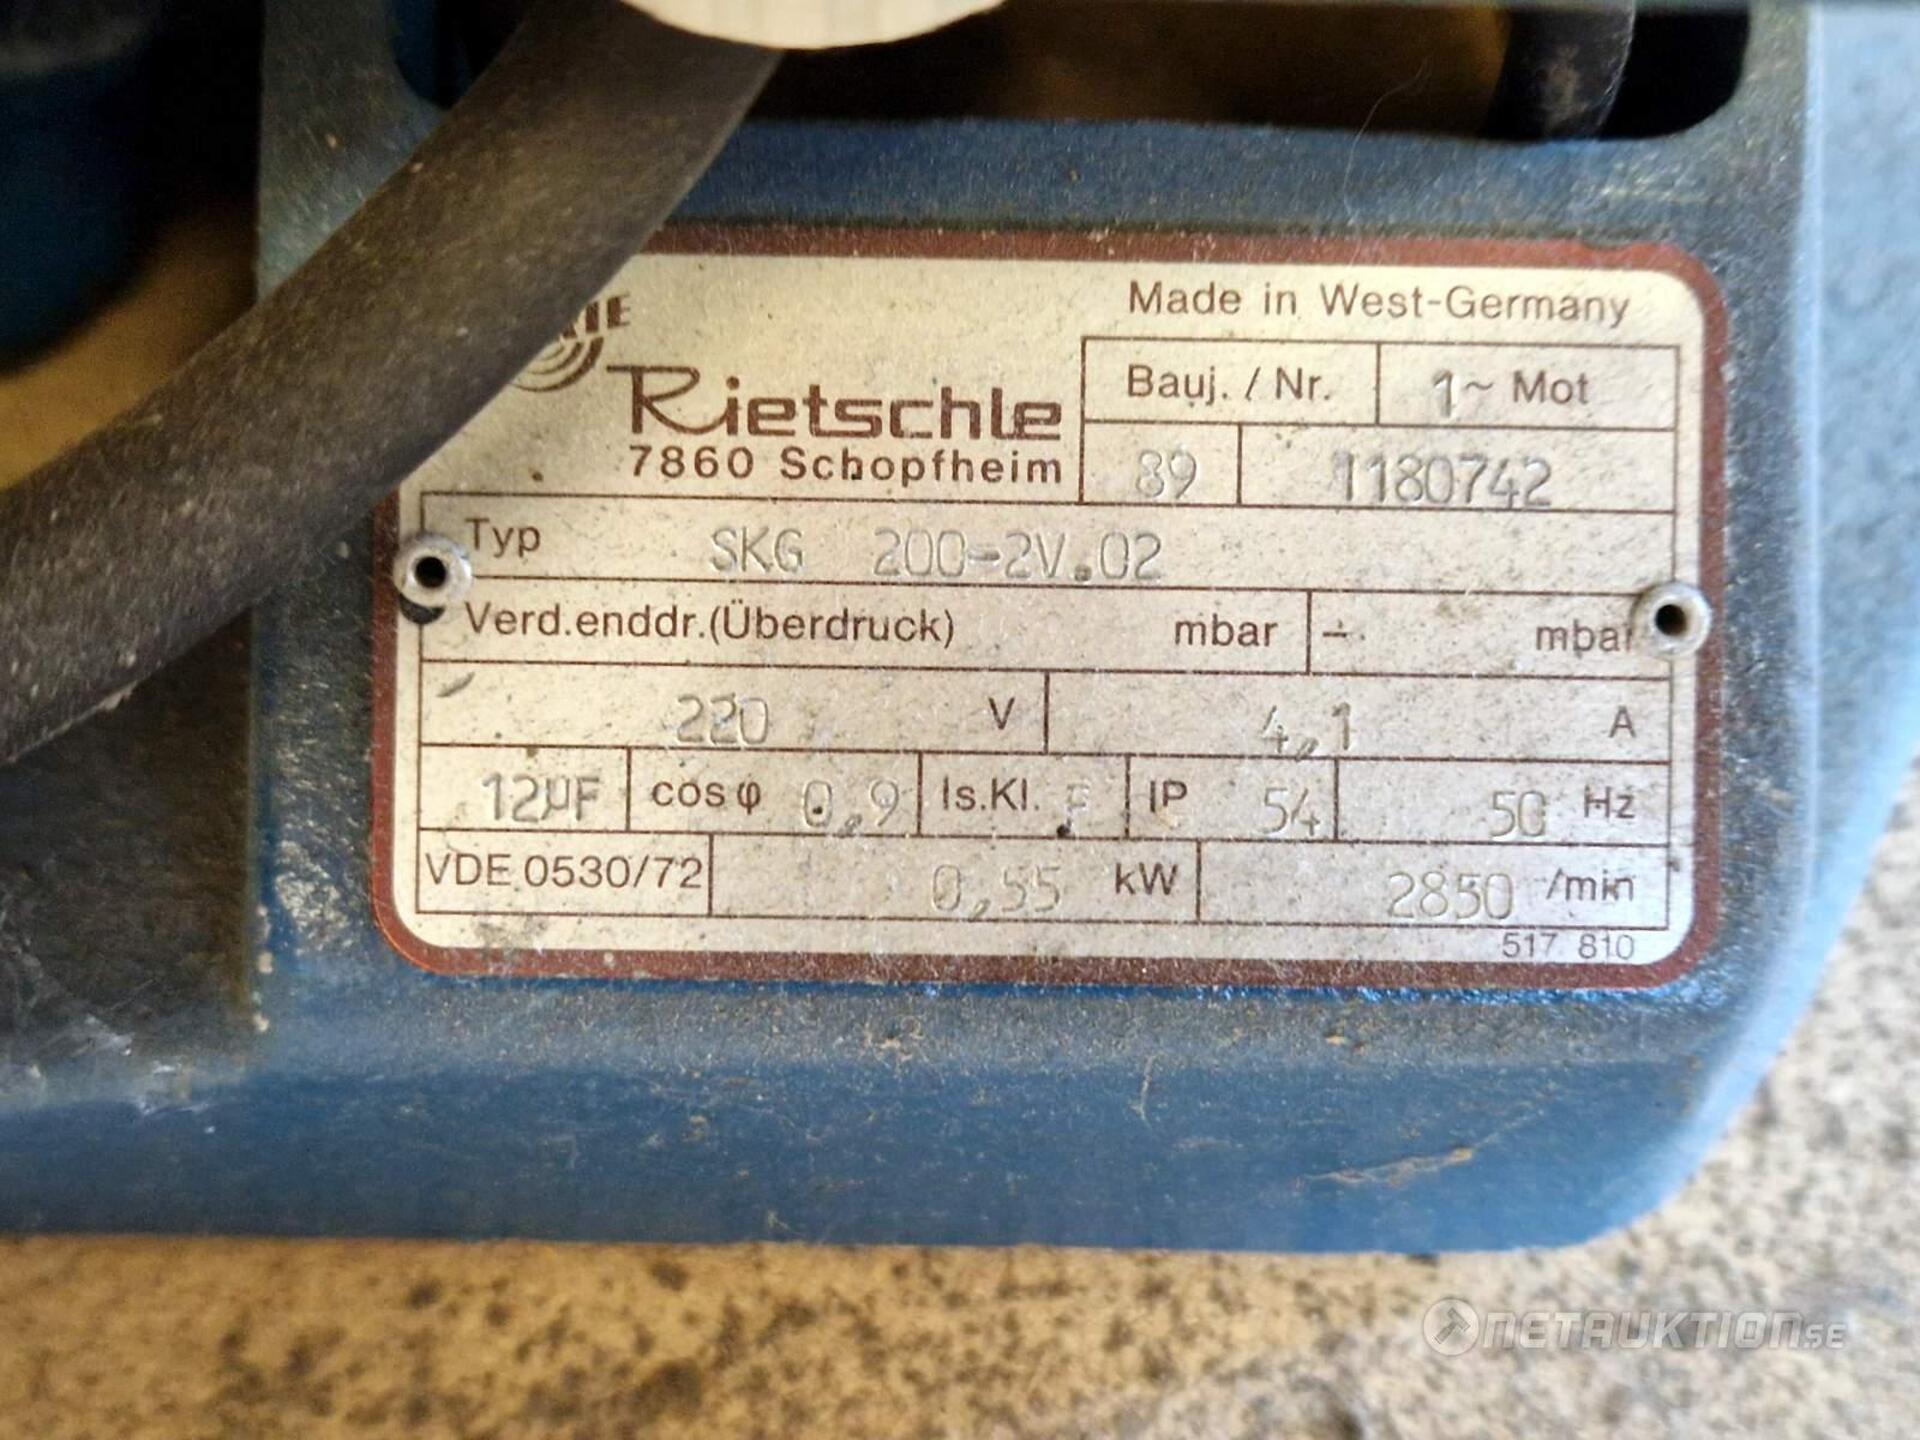 Made in West-Germany
Rietschle
7860 Schopfheim
Bauj. / Nr. 1~ Mot
89 1180742
Typ SKG 200-2V.02
Verd.enddr.(Überdruck) mbar - mbar
220 V 4,1 A
12µF cos φ 0,9 Is.Kl. F IP 54 50 Hz
VDE 0530/72 0,55 kW 2850 /min
517 810
NETAUKTION.SE